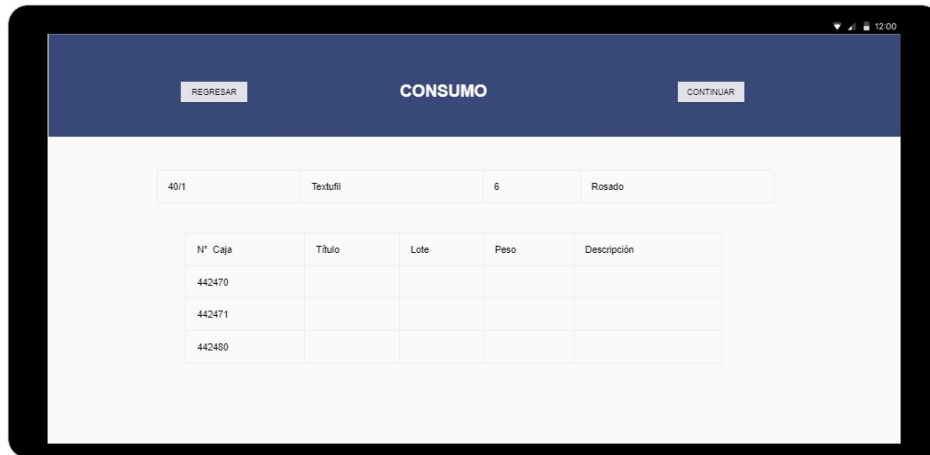 12:00
REGRESAR CONSUMO CONTINUAR
40/1 Textufil 6 Rosado
N° Caja Título Lote Peso Descripción
442470
442471
442480